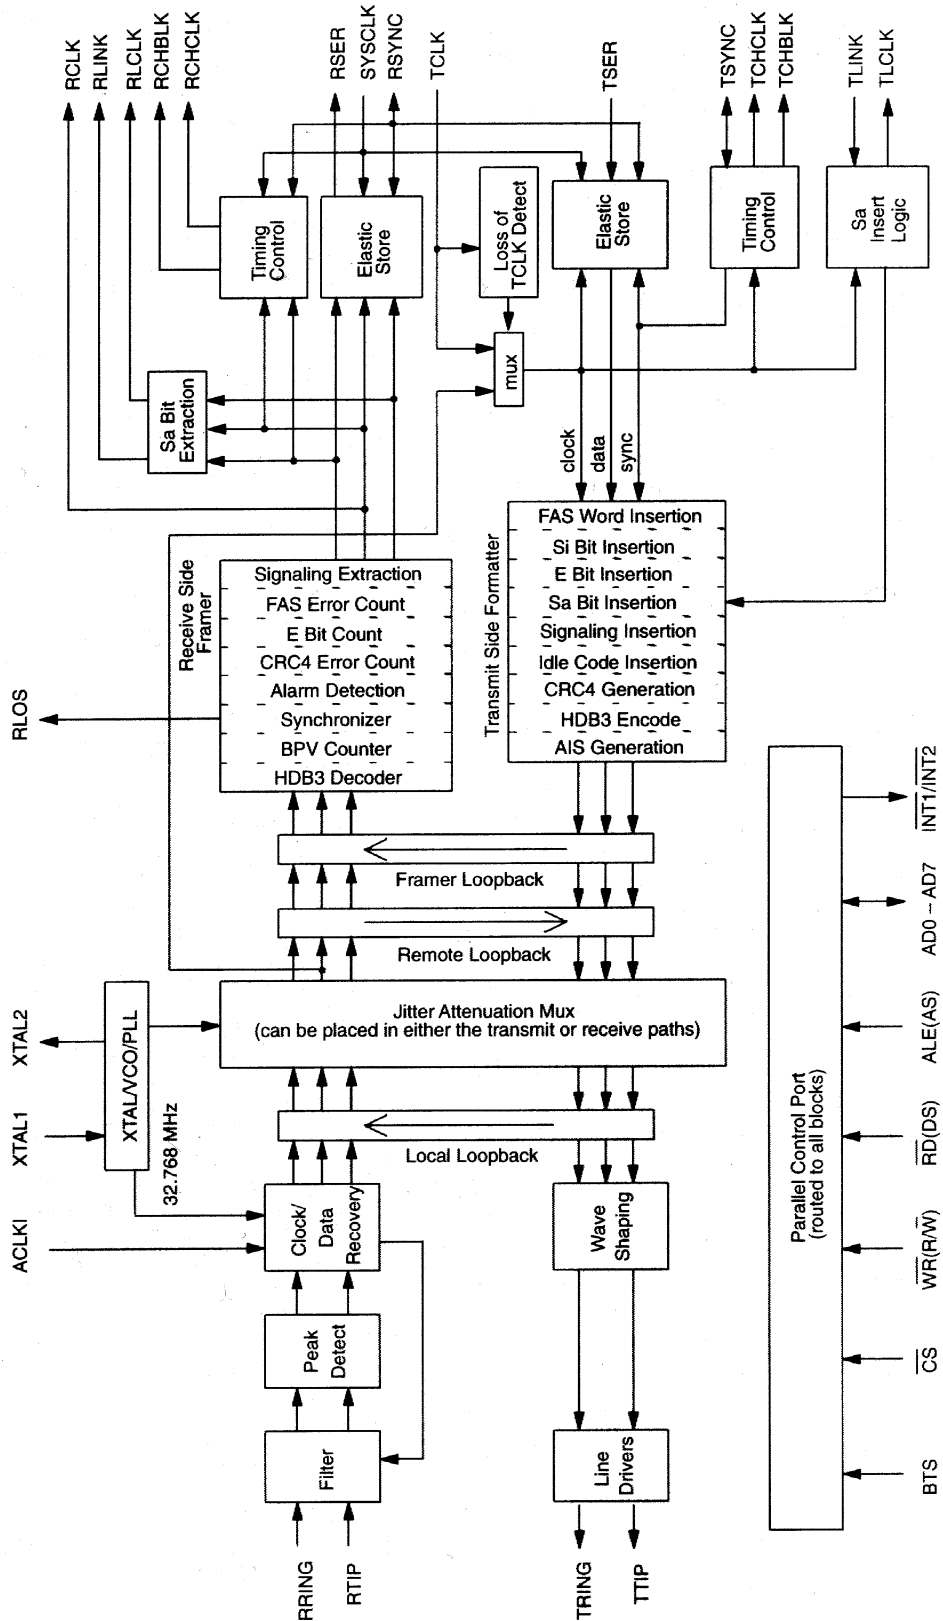 RCLK
RLINK
RLCLK
RCHBLK
RCHCLK
RSER
SYSCLK
RSYNC
TCLK
TSER
TSYNC
TCHCLK
TCHBLK
TLINK
TLCLK
Timing
Control
Elastic
Store
Loss of
TCLK Detect
Elastic
Store
Timing
Control
Sa
Insert
Logic
mux
Sa Bit
Extraction
clock
data
sync
Receive Side
Framer
Signaling Extraction
FAS Error Count
E Bit Count
CRC4 Error Count
Alarm Detection
Synchronizer
BPV Counter
HDB3 Decoder
Transmit Side Formatter
FAS Word Insertion
Si Bit Insertion
E Bit Insertion
Sa Bit Insertion
Signaling Insertion
Idle Code Insertion
CRC4 Generation
HDB3 Encode
AIS Generation
RLOS
Framer Loopback
Remote Loopback
Jitter Attenuation Mux
(can be placed in either the transmit or receive paths)
Local Loopback
XTAL2
XTAL1
ACLKI
XTAL/VCO/PLL
32.768 MHz
Clock/
Data
Recovery
Peak
Detect
Filter
RRING
RTIP
Wave
Shaping
Line
Drivers
TRING
TTIP
Parallel Control Port
(routed to all blocks)
I̅N̅T̅1̅/I̅N̅T̅2̅
AD0 – AD7
ALE(AS)
R̅D̅(DS)
W̅R̅(R/W̅)
C̅S̅
BTS